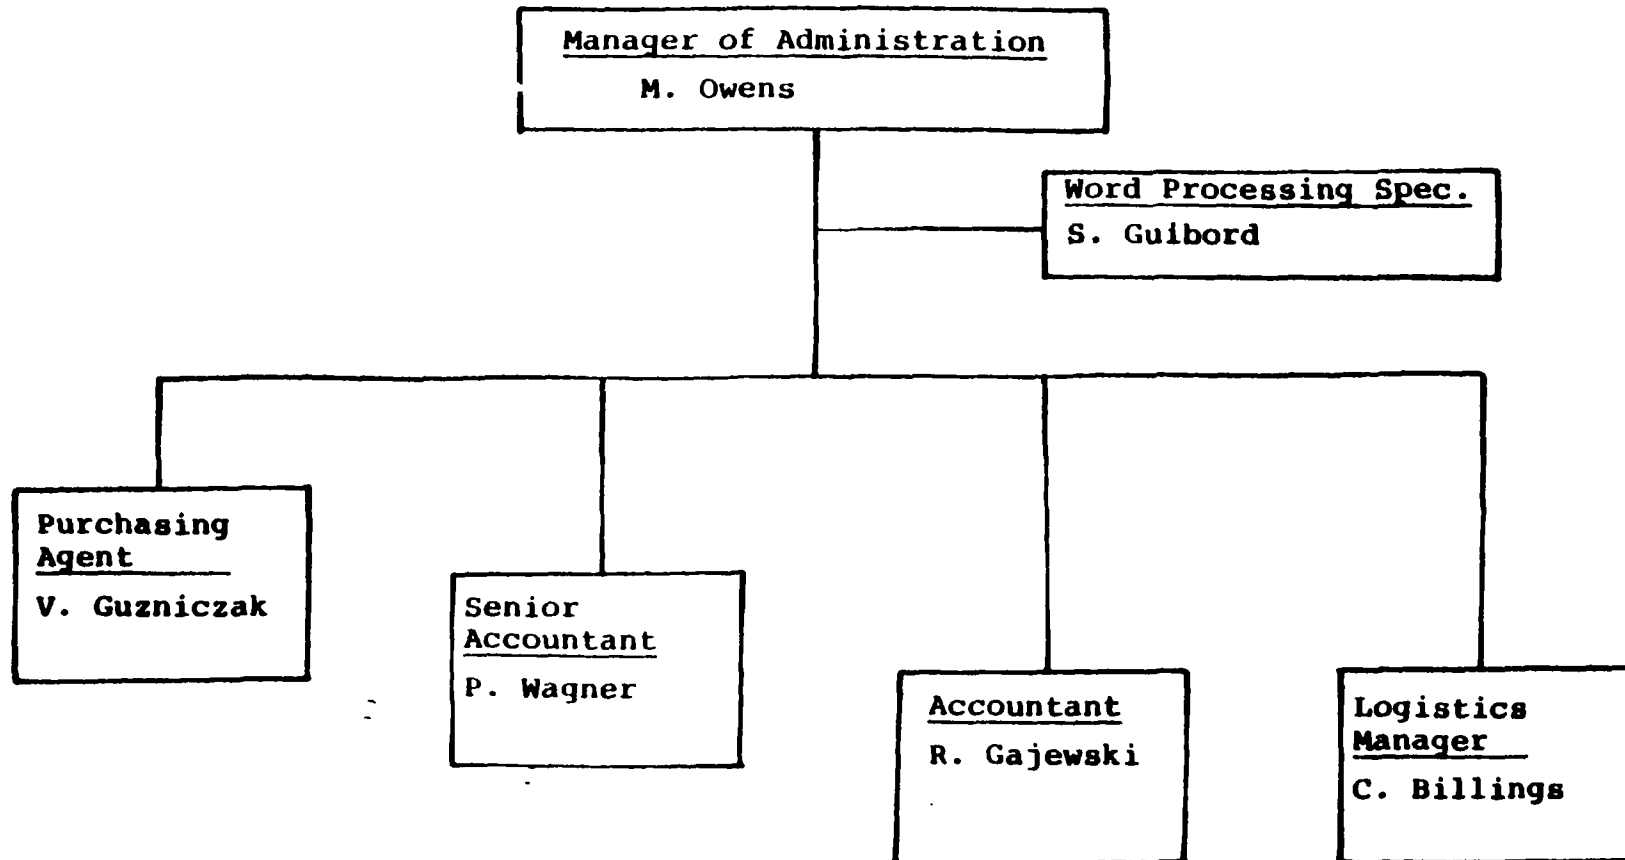 Manager of Administration
M. Owens
Word Processing Spec.
S. Guibord
Purchasing
Agent
V. Guzniczak
Senior
Accountant
P. Wagner
Accountant
R. Gajewski
Logistics
Manager
C. Billings